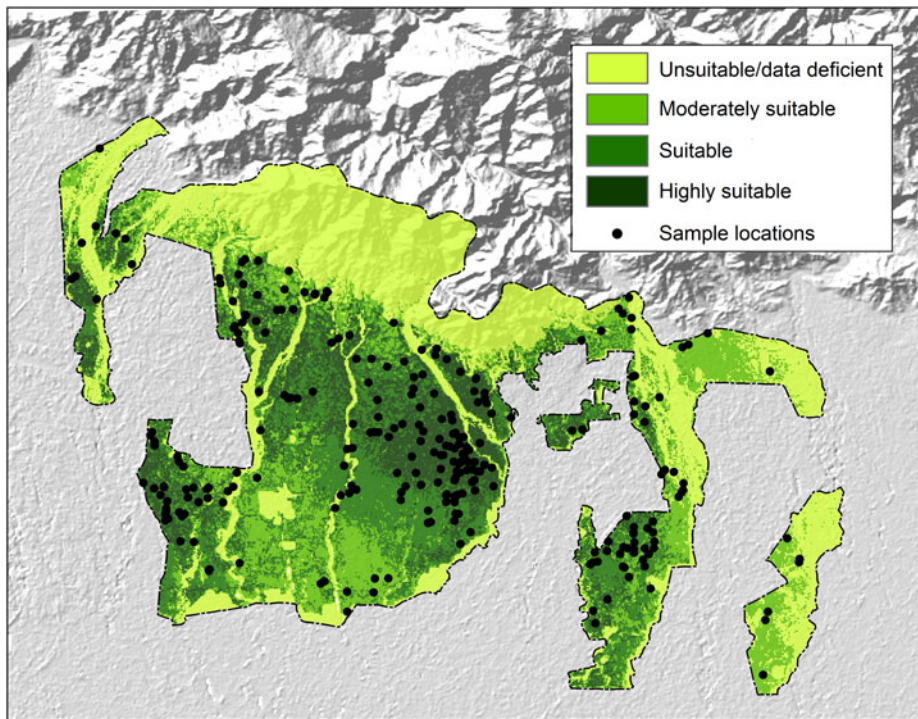 Unsuitable/data deficient
Moderately suitable
Suitable
Highly suitable
Sample locations